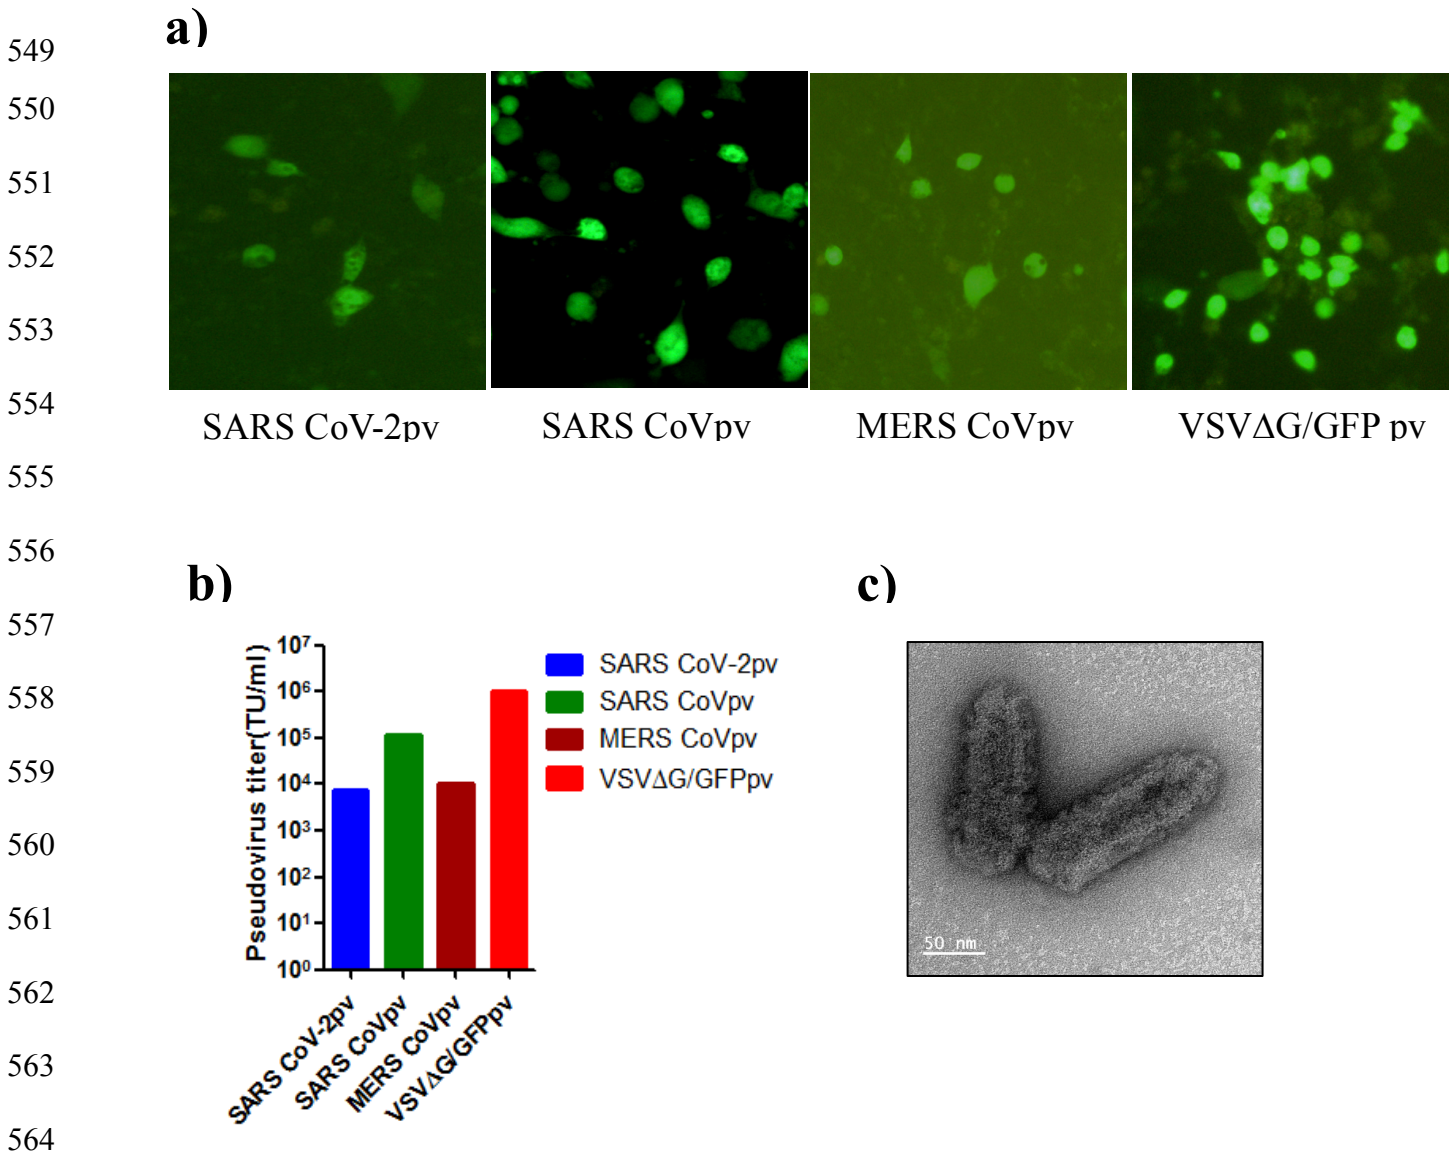 a)
549
550
551
552
553
554
SARS CoV-2pv SARS CoVpv MERS CoVpv VSVΔG/GFP pv
555
556
b) c)
557
10⁷
10⁶
10⁵
10⁴
10³
10²
10¹
10⁰
Pseudovirus titer(TU/ml)
SARS CoV-2pv
SARS CoVpv
MERS CoVpv
VSVΔG/GFPpv
558
559
560
561
50 nm
562
SARS CoV-2pv
SARS CoVpv
MERS CoVpv
VSVΔG/GFPpv
563
564